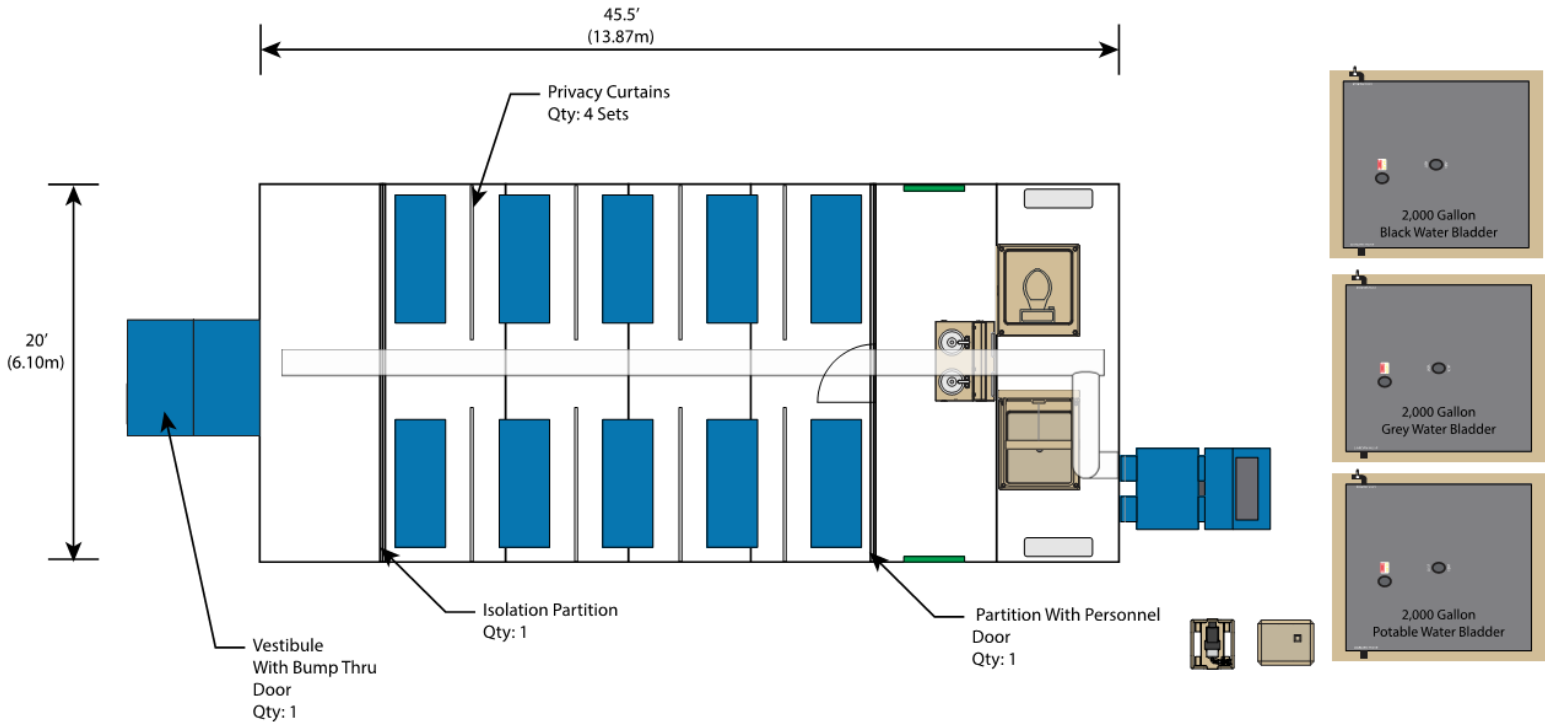 45.5’
(13.87m)
Privacy Curtains
Qty: 4 Sets
20’
(6.10m)
Isolation Partition
Qty: 1
Partition With Personnel
Door
Qty: 1
Vestibule
With Bump Thru
Door
Qty: 1
2,000 Gallon
Black Water Bladder
2,000 Gallon
Grey Water Bladder
2,000 Gallon
Potable Water Bladder